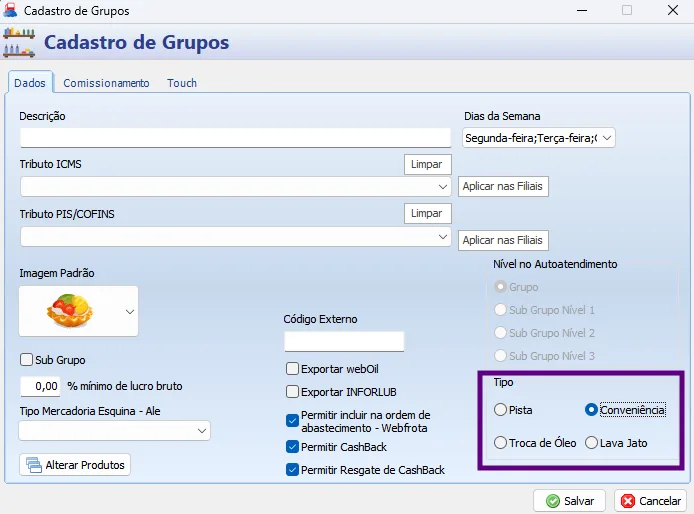 Cadastro de Grupos
Cadastro de Grupos
Dados
Comissionamento
Touch
Descrição
Dias da Semana
Segunda-feira;Terça-feira;
Tributo ICMS
Limpar
Aplicar nas Filiais
Tributo PIS/COFINS
Limpar
Aplicar nas Filiais
Imagem Padrão
Nível no Autoatendimento
Grupo
Sub Grupo Nível 1
Sub Grupo Nível 2
Sub Grupo Nível 3
Código Externo
Sub Grupo
0,00 % mínimo de lucro bruto
Tipo Mercadoria Esquina - Ale
Alterar Produtos
Exportar webOil
Exportar INFORLUB
Permitir incluir na ordem de
abastecimento - Webfrota
Permitir CashBack
Permitir Resgate de CashBack
Tipo
Pista
Conveniência
Troca de Óleo
Lava Jato
Salvar
Cancelar